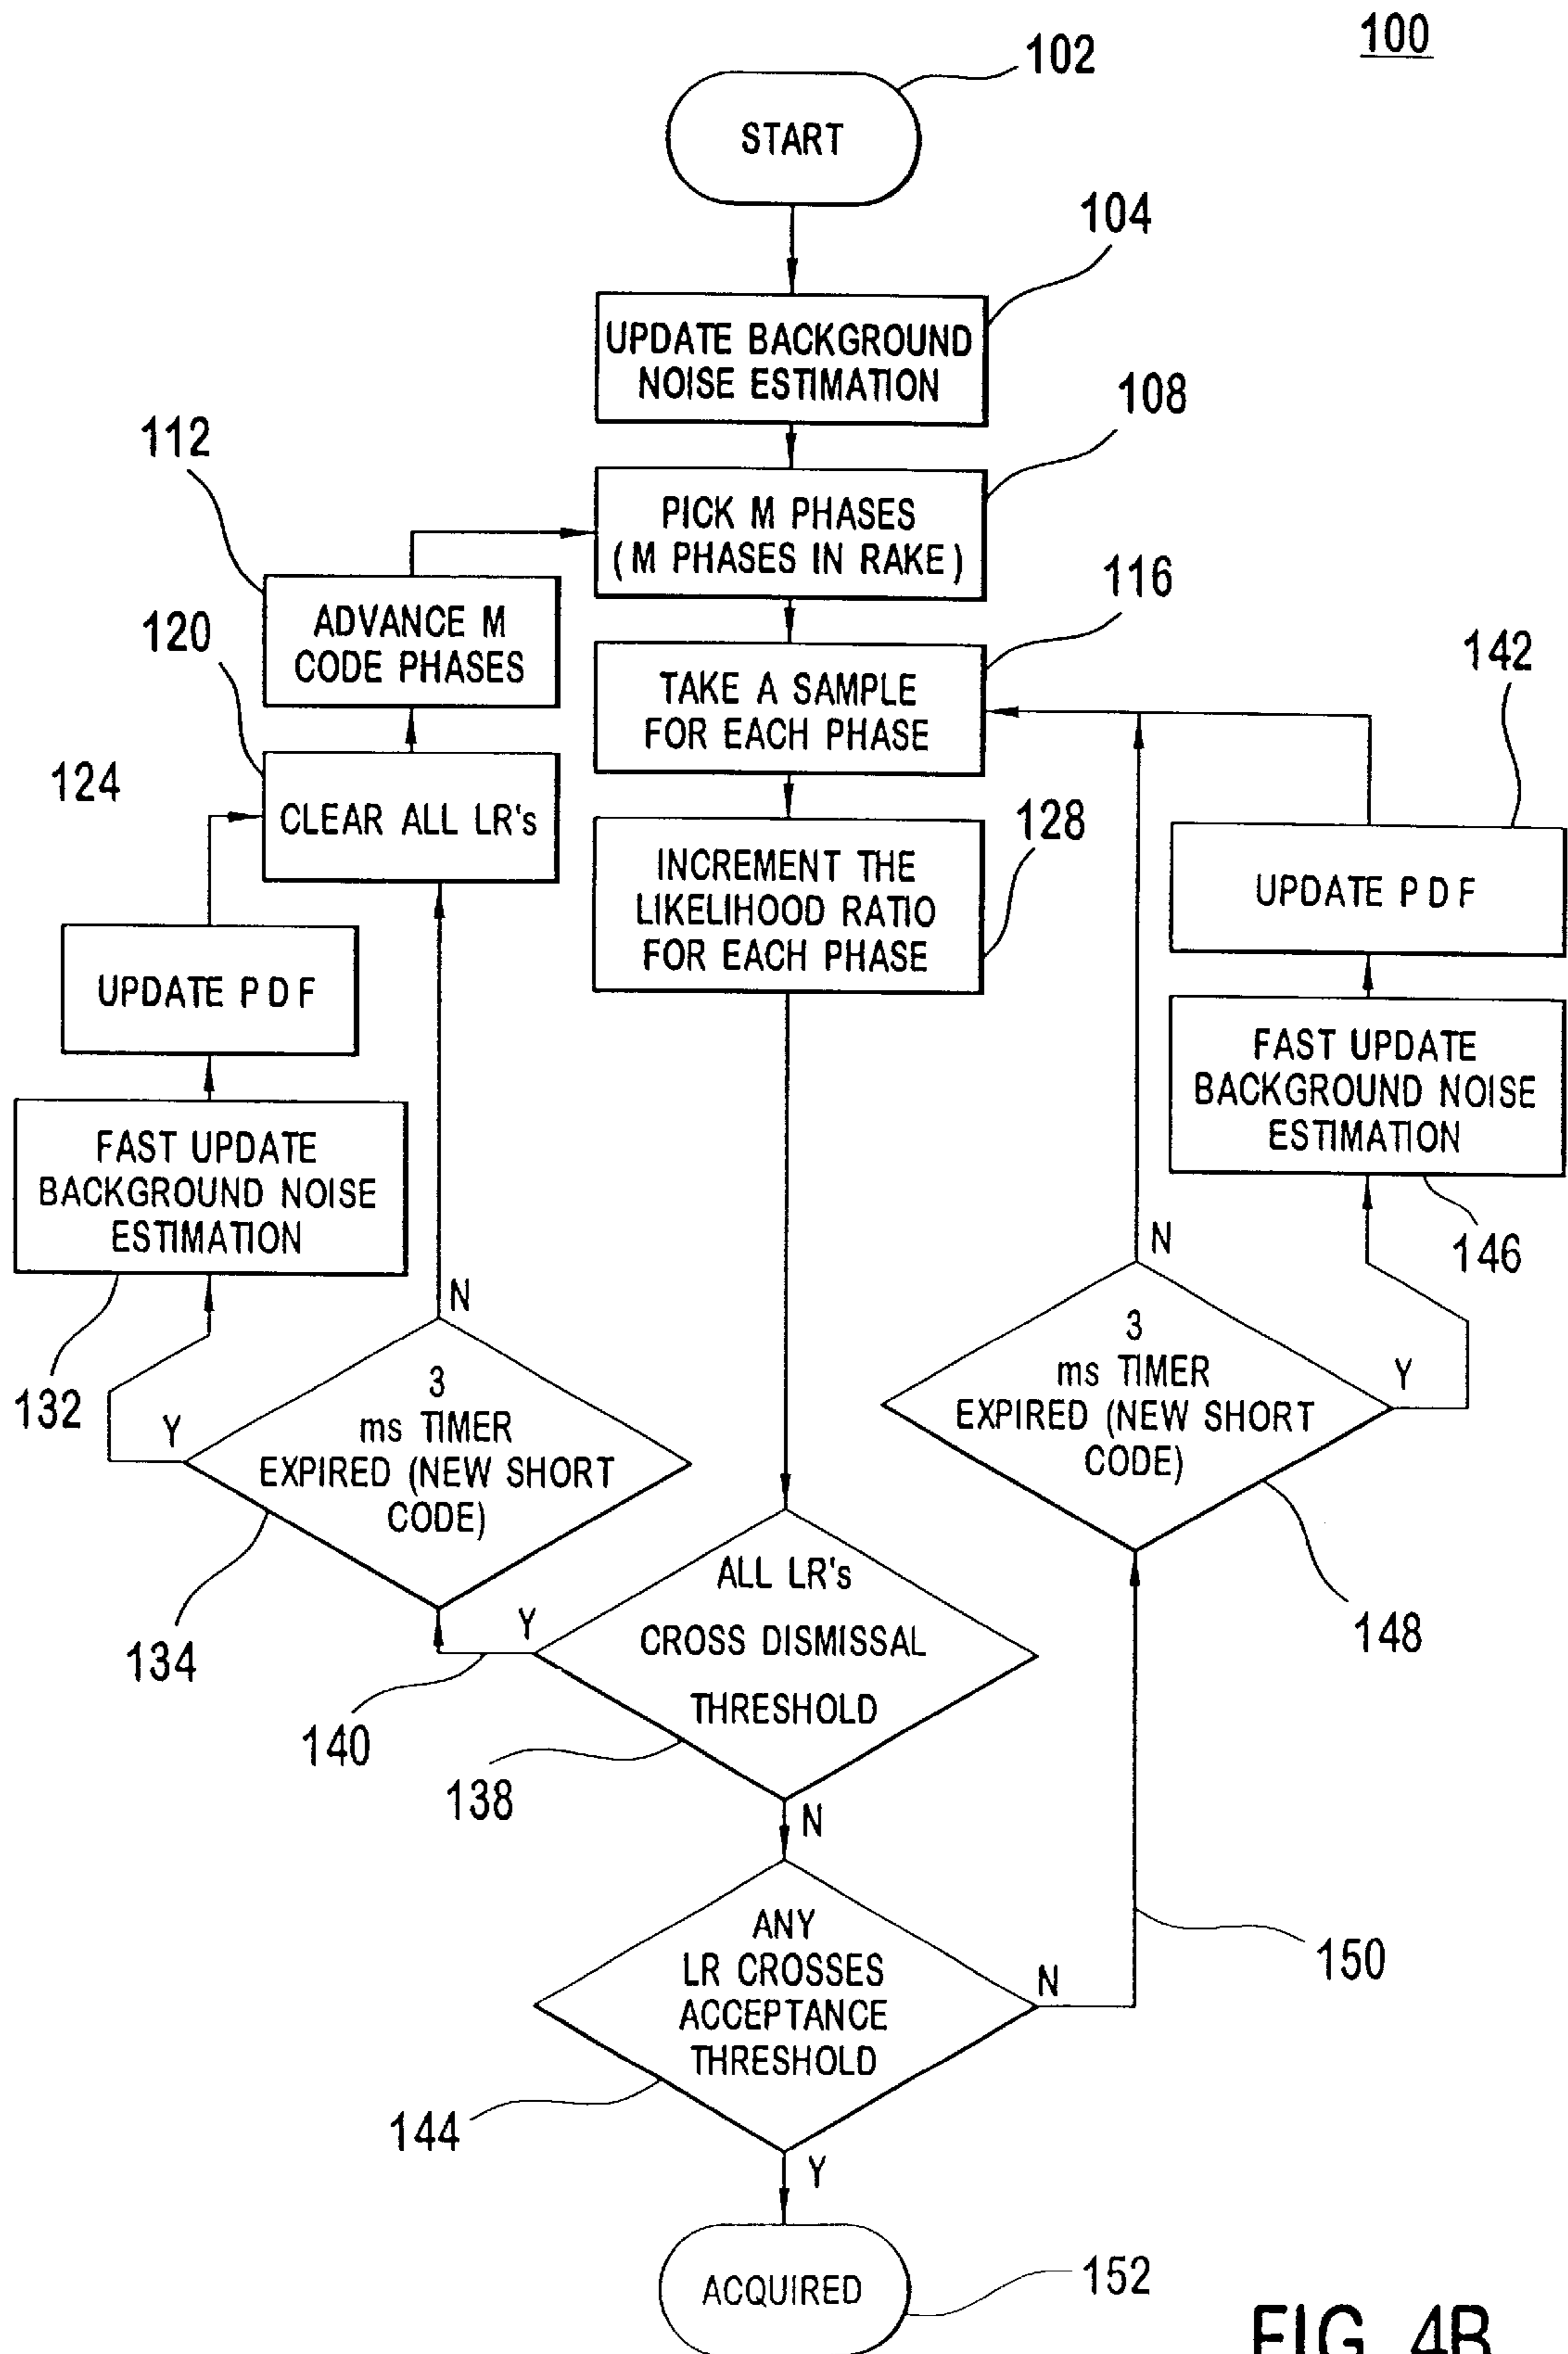 100
102
START
104
UPDATE BACKGROUND
NOISE ESTIMATION
108
112
PICK M PHASES
(M PHASES IN RAKE)
116
ADVANCE M
CODE PHASES
120
TAKE A SAMPLE
FOR EACH PHASE
142
124
CLEAR ALL LR's
128
INCREMENT THE
LIKELIHOOD RATIO
FOR EACH PHASE
UPDATE PDF
UPDATE PDF
FAST UPDATE
BACKGROUND NOISE
ESTIMATION
146
FAST UPDATE
BACKGROUND NOISE
ESTIMATION
132
N
3
ms TIMER
EXPIRED (NEW SHORT
CODE)
Y
134
N
3
ms TIMER
EXPIRED (NEW SHORT
CODE)
Y
148
ALL LR's
CROSS DISMISSAL
THRESHOLD
Y
140
138
N
ANY
LR CROSSES
ACCEPTANCE
THRESHOLD
N
150
144
Y
ACQUIRED
152
FIG. 4B